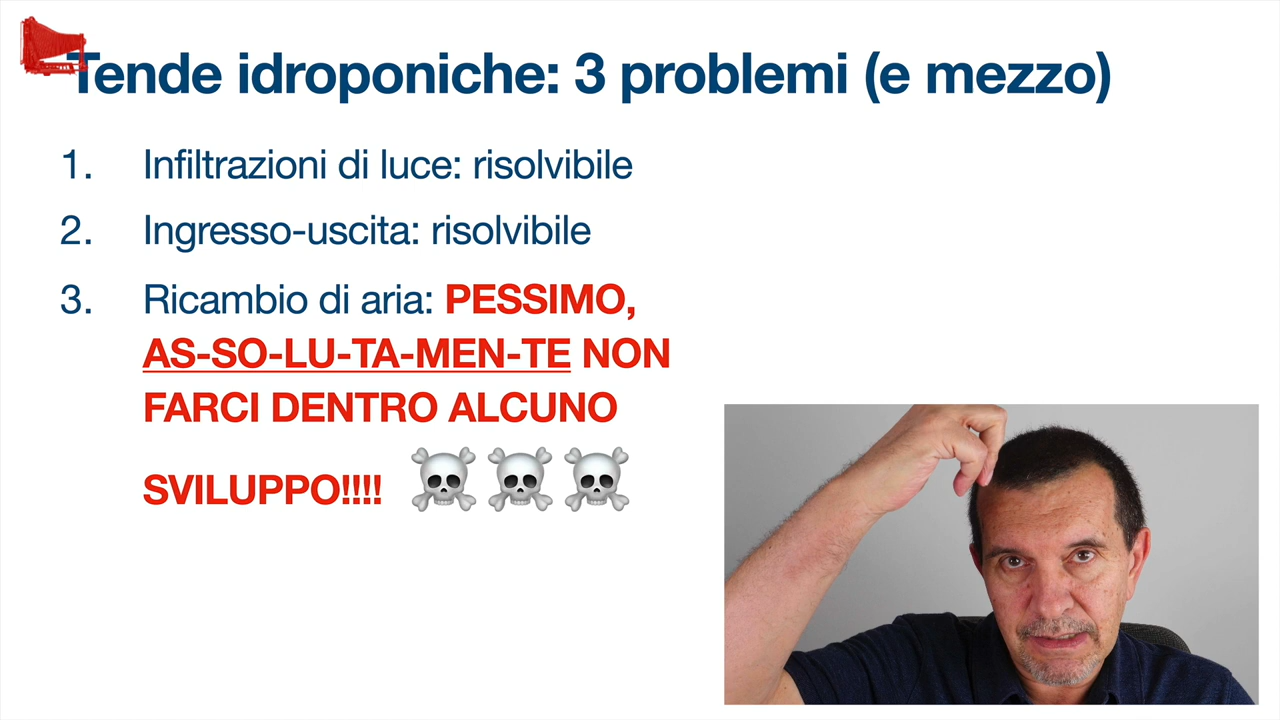 Tende idroponiche: 3 problemi (e mezzo)
1. Infiltrazioni di luce: risolvibile
2. Ingresso-uscita: risolvibile
3. Ricambio di aria: PESSIMO,
AS-SO-LU-TA-MEN-TE NON
FARCI DENTRO ALCUNO
SVILUPPO!!!! ☠️☠️☠️